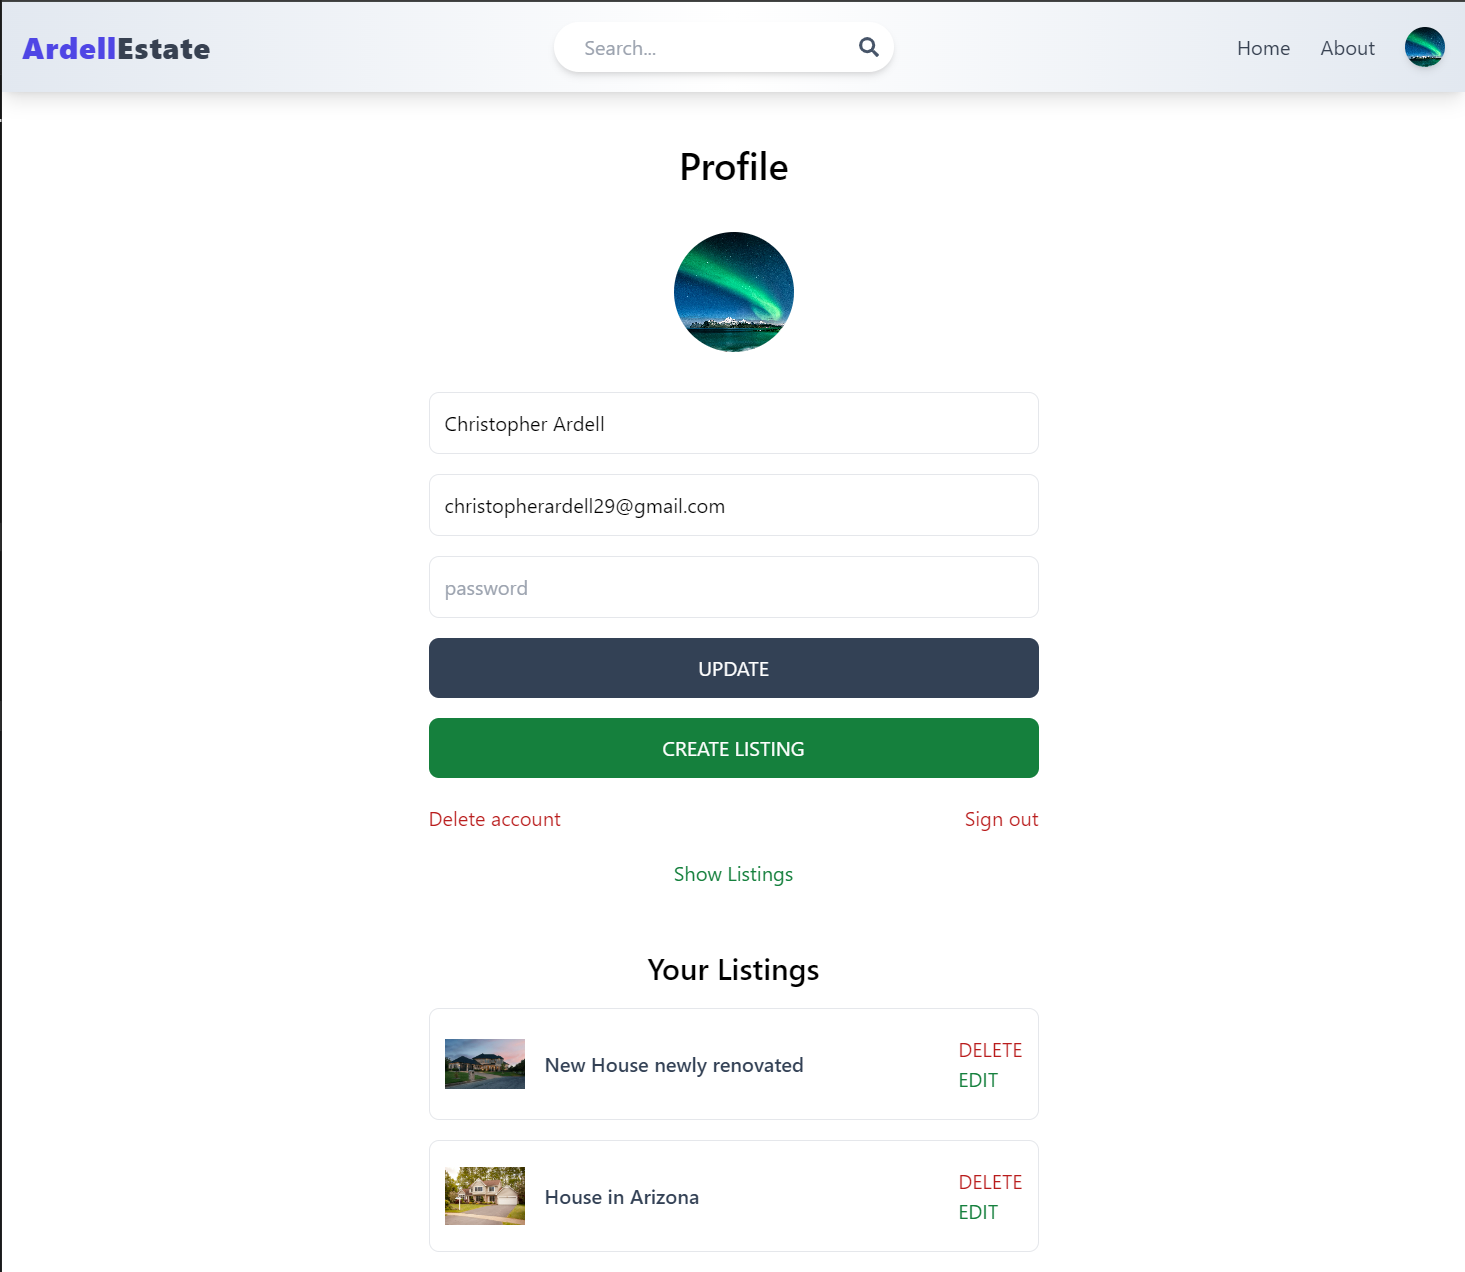 ArdellEstate
Search...
Home
About
Profile
Christopher Ardell
christopherardell29@gmail.com
password
UPDATE
CREATE LISTING
Delete account
Sign out
Show Listings
Your Listings
New House newly renovated
DELETE
EDIT
House in Arizona
DELETE
EDIT